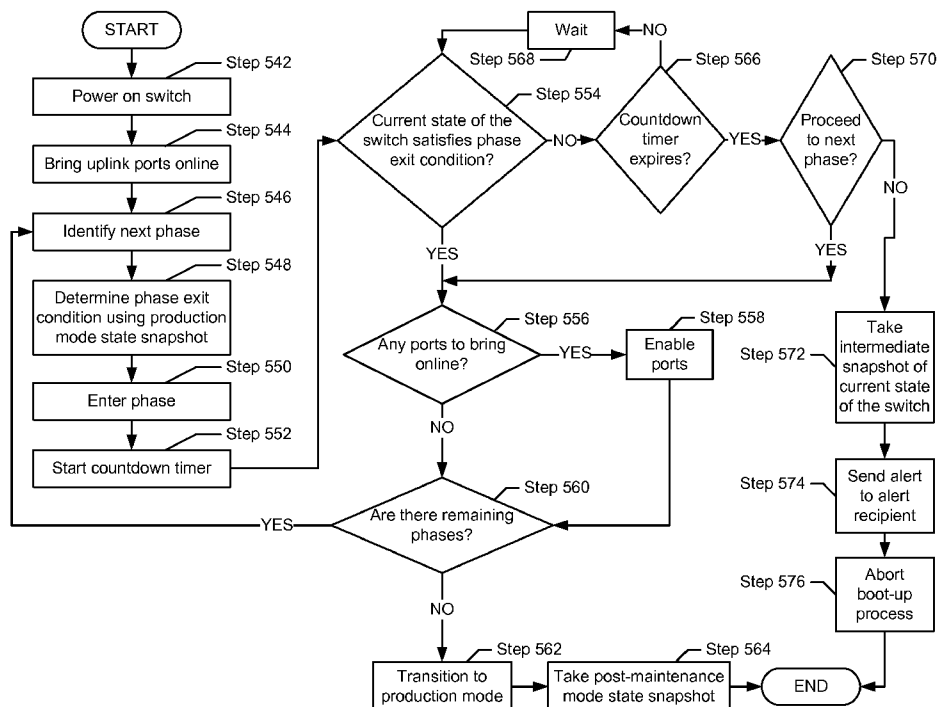 START
Step 542
Power on switch
Step 544
Bring uplink ports online
Step 546
Identify next phase
Step 548
Determine phase exit
condition using production
mode state snapshot
Step 550
Enter phase
Step 552
Start countdown timer
Wait
Step 568
NO
Step 566
Step 570
Step 554
Current state of the
switch satisfies phase
exit condition?
NO
Countdown
timer
expires?
YES
Proceed
to next
phase?
NO
YES
YES
Step 556
Any ports to bring
online?
YES
Step 558
Enable
ports
NO
Step 560
Are there remaining
phases?
YES
NO
Step 562
Transition to
production mode
Step 564
Take post-maintenance
mode state snapshot
Step 572
Take
intermediate
snapshot of
current state
of the switch
Step 574
Send alert
to alert
recipient
Step 576
Abort
boot-up
process
END